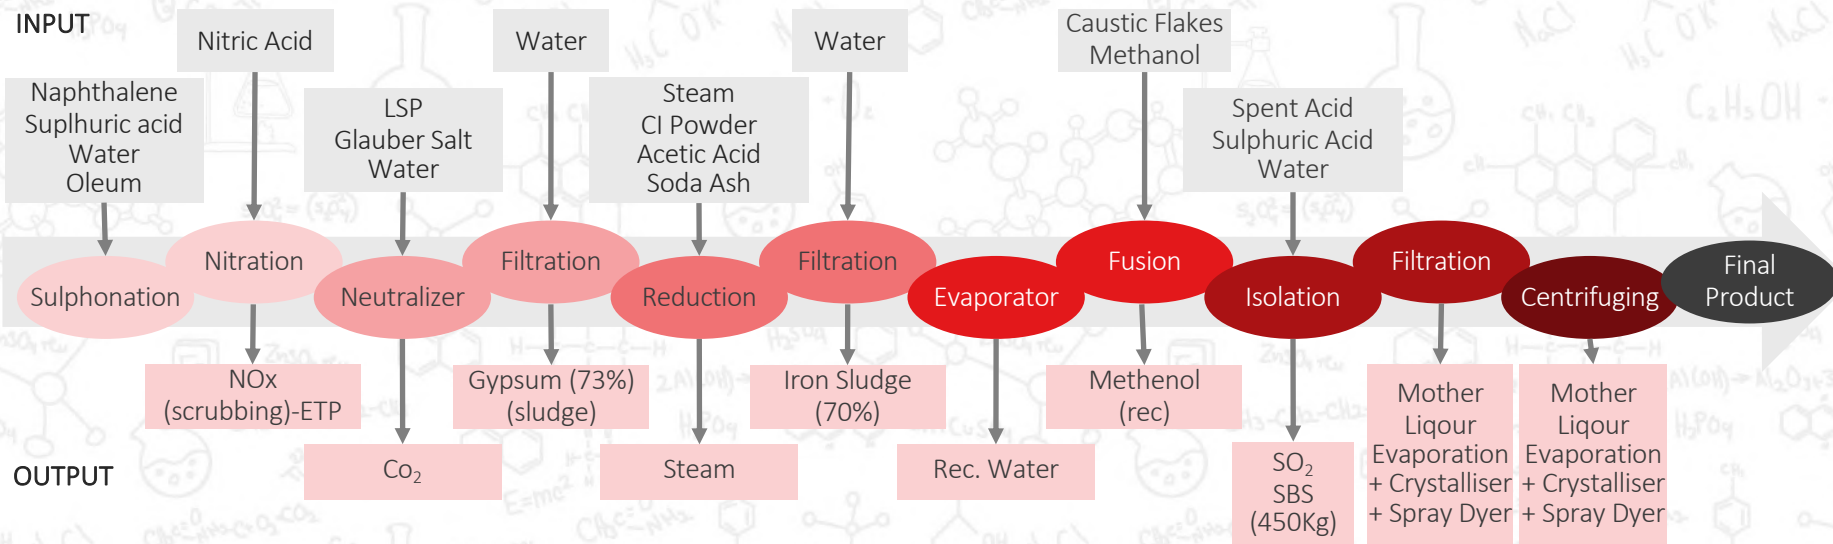 INPUT
Nitric Acid
Water
Water
Caustic Flakes
Methanol
Naphthalene
Suplhuric acid
Water
Oleum
LSP
Glauber Salt
Water
Steam
CI Powder
Acetic Acid
Soda Ash
Spent Acid
Sulphuric Acid
Water
Sulphonation
Nitration
Neutralizer
Filtration
Reduction
Filtration
Evaporator
Fusion
Isolation
Filtration
Centrifuging
Final
Product
NOx
(scrubbing)-ETP
Gypsum (73%)
(sludge)
Iron Sludge
(70%)
Methenol
(rec)
Mother
Liqour
Evaporation
+ Crystalliser
+ Spray Dyer
Mother
Liqour
Evaporation
+ Crystalliser
+ Spray Dyer
OUTPUT
Co₂
Steam
Rec. Water
SO₂
SBS
(450Kg)